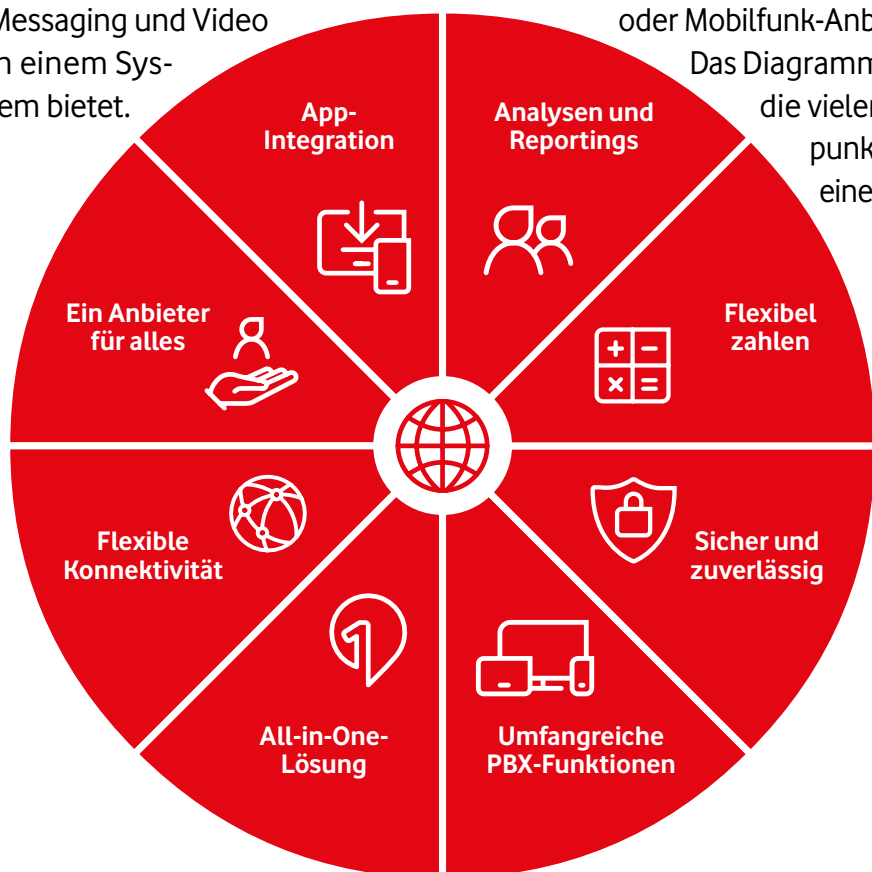 Messaging und Video
einem Sys-
em bietet.
oder Mobilfunk-Anb
Das Diagramm
die viele
punk
eine
App-
Integration
Analysen und
Reportings
Ein Anbieter
für alles
Flexibel
zahlen
+ −
× =
Flexible
Konnektivität
Sicher und
zuverlässig
1
All-in-One-
Lösung
Umfangreiche
PBX-Funktionen